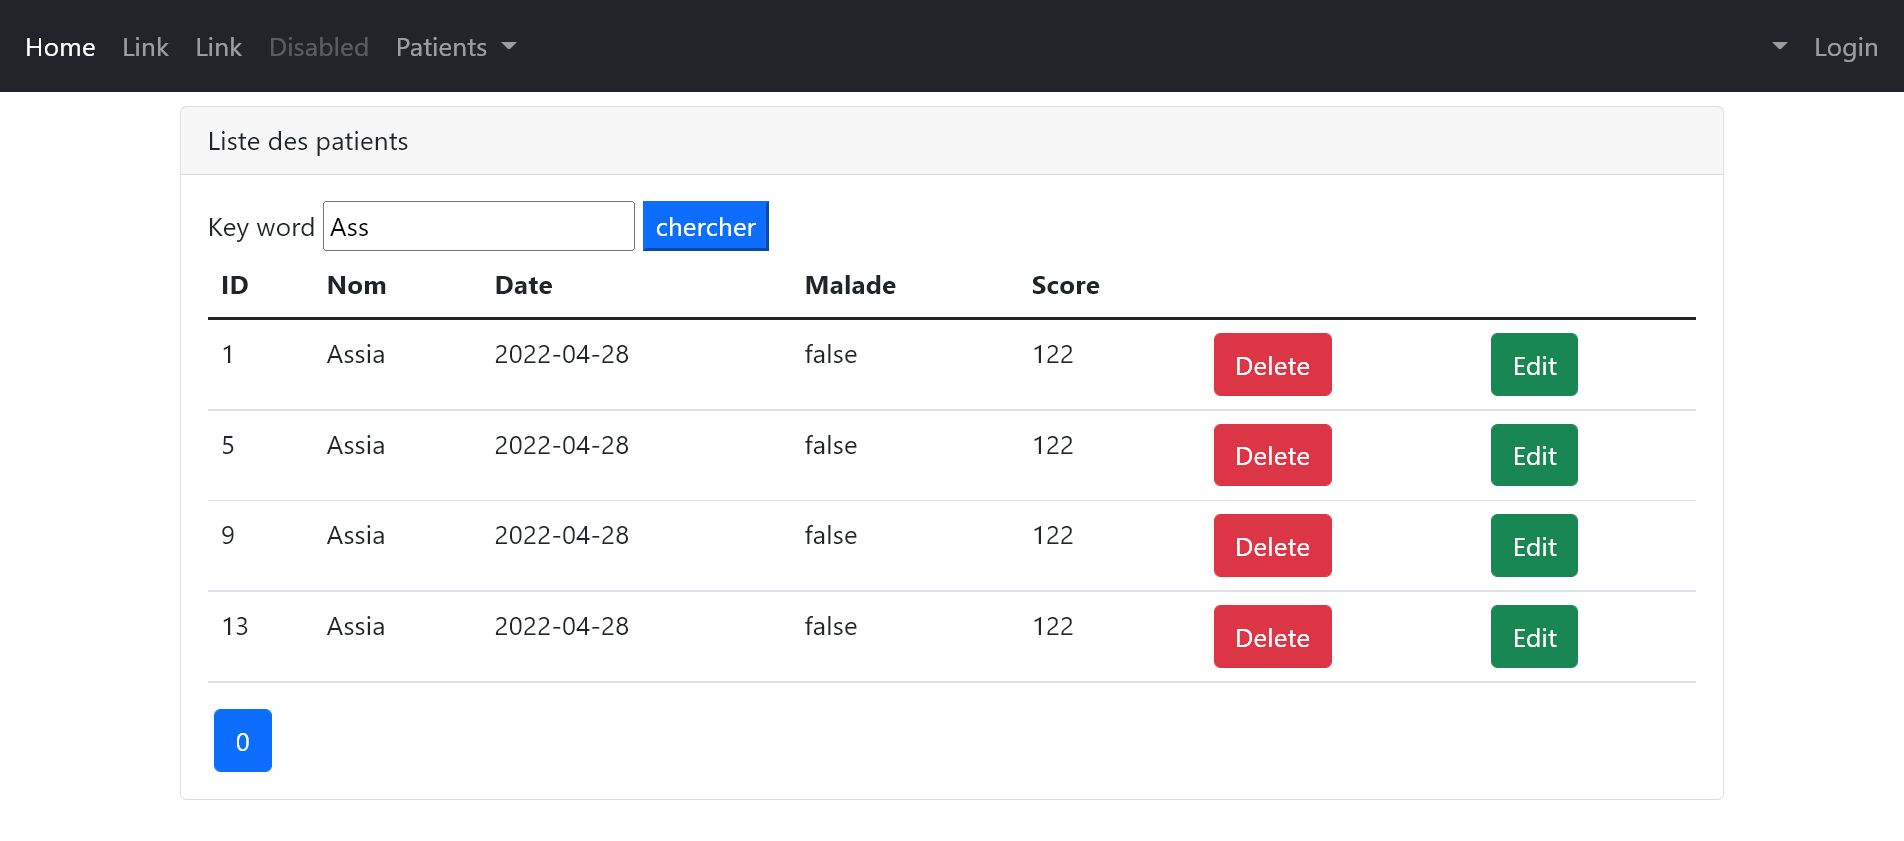 Home Link Link Disabled Patients Login
Liste des patients
Key word Ass chercher
ID Nom Date Malade Score
1 Assia 2022-04-28 false 122 Delete Edit
5 Assia 2022-04-28 false 122 Delete Edit
9 Assia 2022-04-28 false 122 Delete Edit
13 Assia 2022-04-28 false 122 Delete Edit
0